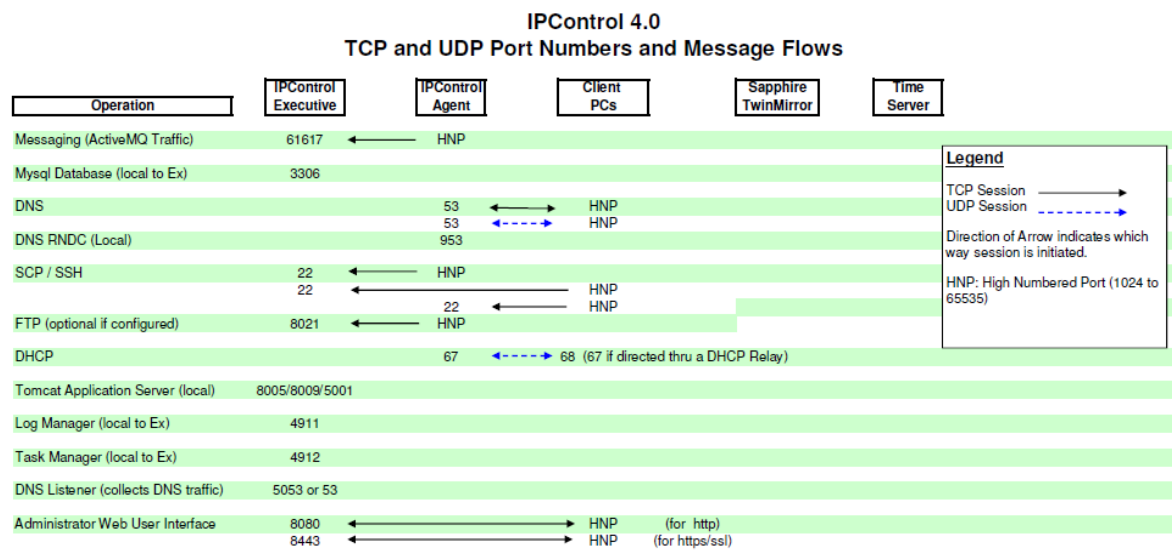 IPControl 4.0
TCP and UDP Port Numbers and Message Flows
Operation
IPControl Executive
IPControl Agent
Client PCs
Sapphire TwinMirror
Time Server
Messaging (ActiveMQ Traffic) 61617 HNP
Mysql Database (local to Ex) 3306
DNS 53 HNP
53 HNP
DNS RNDC (Local) 953
SCP / SSH 22 HNP
22 HNP
22 HNP
FTP (optional if configured) 8021 HNP
DHCP 67 68 (67 if directed thru a DHCP Relay)
Tomcat Application Server (local) 8005/8009/5001
Log Manager (local to Ex) 4911
Task Manager (local to Ex) 4912
DNS Listener (collects DNS traffic) 5053 or 53
Administrator Web User Interface 8080 HNP (for http)
8443 HNP (for https/ssl)
Legend
TCP Session
UDP Session
Direction of Arrow indicates which
way session is initiated.
HNP: High Numbered Port (1024 to
65535)